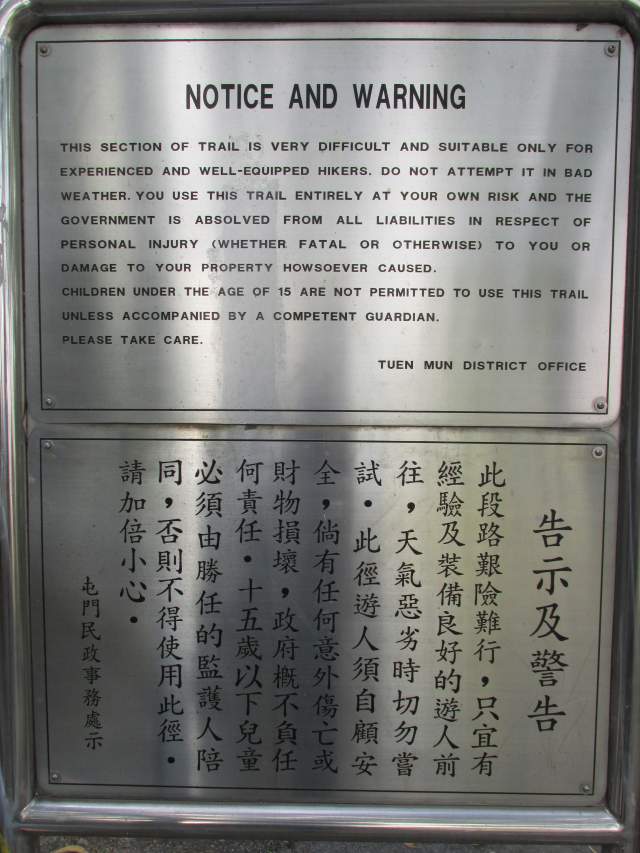 NOTICE AND WARNING
THIS SECTION OF TRAIL IS VERY DIFFICULT AND SUITABLE ONLY FOR
EXPERIENCED AND WELL-EQUIPPED HIKERS. DO NOT ATTEMPT IT IN BAD
WEATHER. YOU USE THIS TRAIL ENTIRELY AT YOUR OWN RISK AND THE
GOVERNMENT IS ABSOLVED FROM ALL LIABILITIES IN RESPECT OF
PERSONAL INJURY (WHETHER FATAL OR OTHERWISE) TO YOU OR
DAMAGE TO YOUR PROPERTY HOWSOEVER CAUSED.
CHILDREN UNDER THE AGE OF 15 ARE NOT PERMITTED TO USE THIS TRAIL
UNLESS ACCOMPANIED BY A COMPETENT GUARDIAN.
PLEASE TAKE CARE.
TUEN MUN DISTRICT OFFICE
告示及警告
此段路艱險難行，只宜有
經驗及裝備良好的遊人前
往，天氣惡劣時切勿嘗
試．此徑遊人須自顧安
全，倘有任何意外傷亡或
財物損壞，政府概不負任
何責任．十五歲以下兒童
必須由勝任的監護人陪
同，否則不得使用此徑．
請加倍小心．
屯門民政事務處示